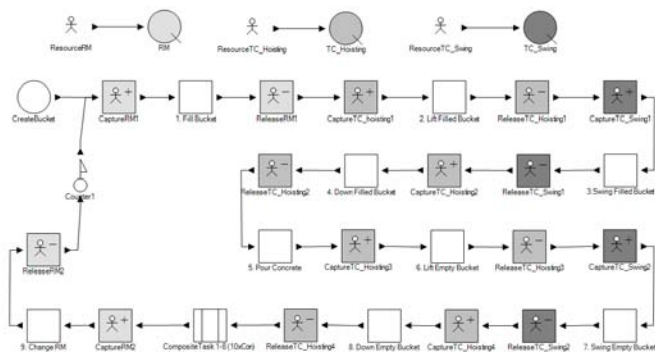 ResourceRM
RM
ResourceTC_Hoisting
TC_Hoisting
ResourceTC_Swing
TC_Swing
CreateBucket
CaptureRM1
1. Fill Bucket
ReleaseRM1
CaptureTC_hoisting1
2. Lift Filled Bucket
ReleaseTC_Hoisting1
CaptureTC_Swing1
Counter1
ReleaseTC_Hoisting2
4. Down Filled Bucket
CaptureTC_Hoisting2
ReleaseTC_Swing1
3.Swing Filled Bucket
ReleaseRM2
5. Pour Concrete
CaptureTC_Hoisting3
6. Lift Empty Bucket
ReleaseTC_Hoisting3
CaptureTC_Swing2
9. Change RM
CaptureRM2
CompositeTask 1-8 (10xCon)
ReleaseTC_Hoisting4
8. Down Empty Bucket
CaptureTC_Hoisting4
ReleaseTC_Swing2
7. Swing Empty Bucket